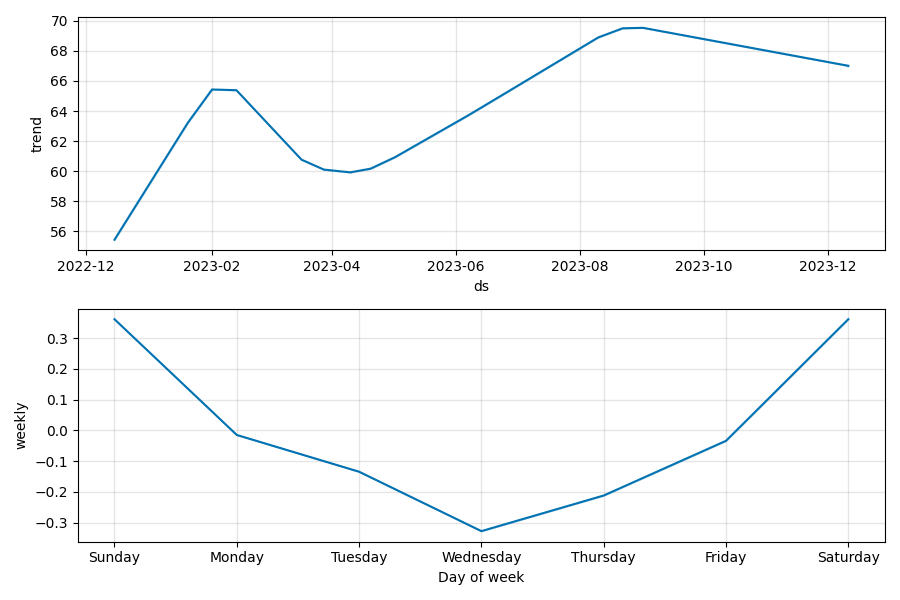 70
68
66
64
62
60
58
56
trend
2022-12 2023-02 2023-04 2023-06 2023-08 2023-10 2023-12
ds
0.3
0.2
0.1
0.0
−0.1
−0.2
−0.3
weekly
Sunday Monday Tuesday Wednesday Thursday Friday Saturday
Day of week